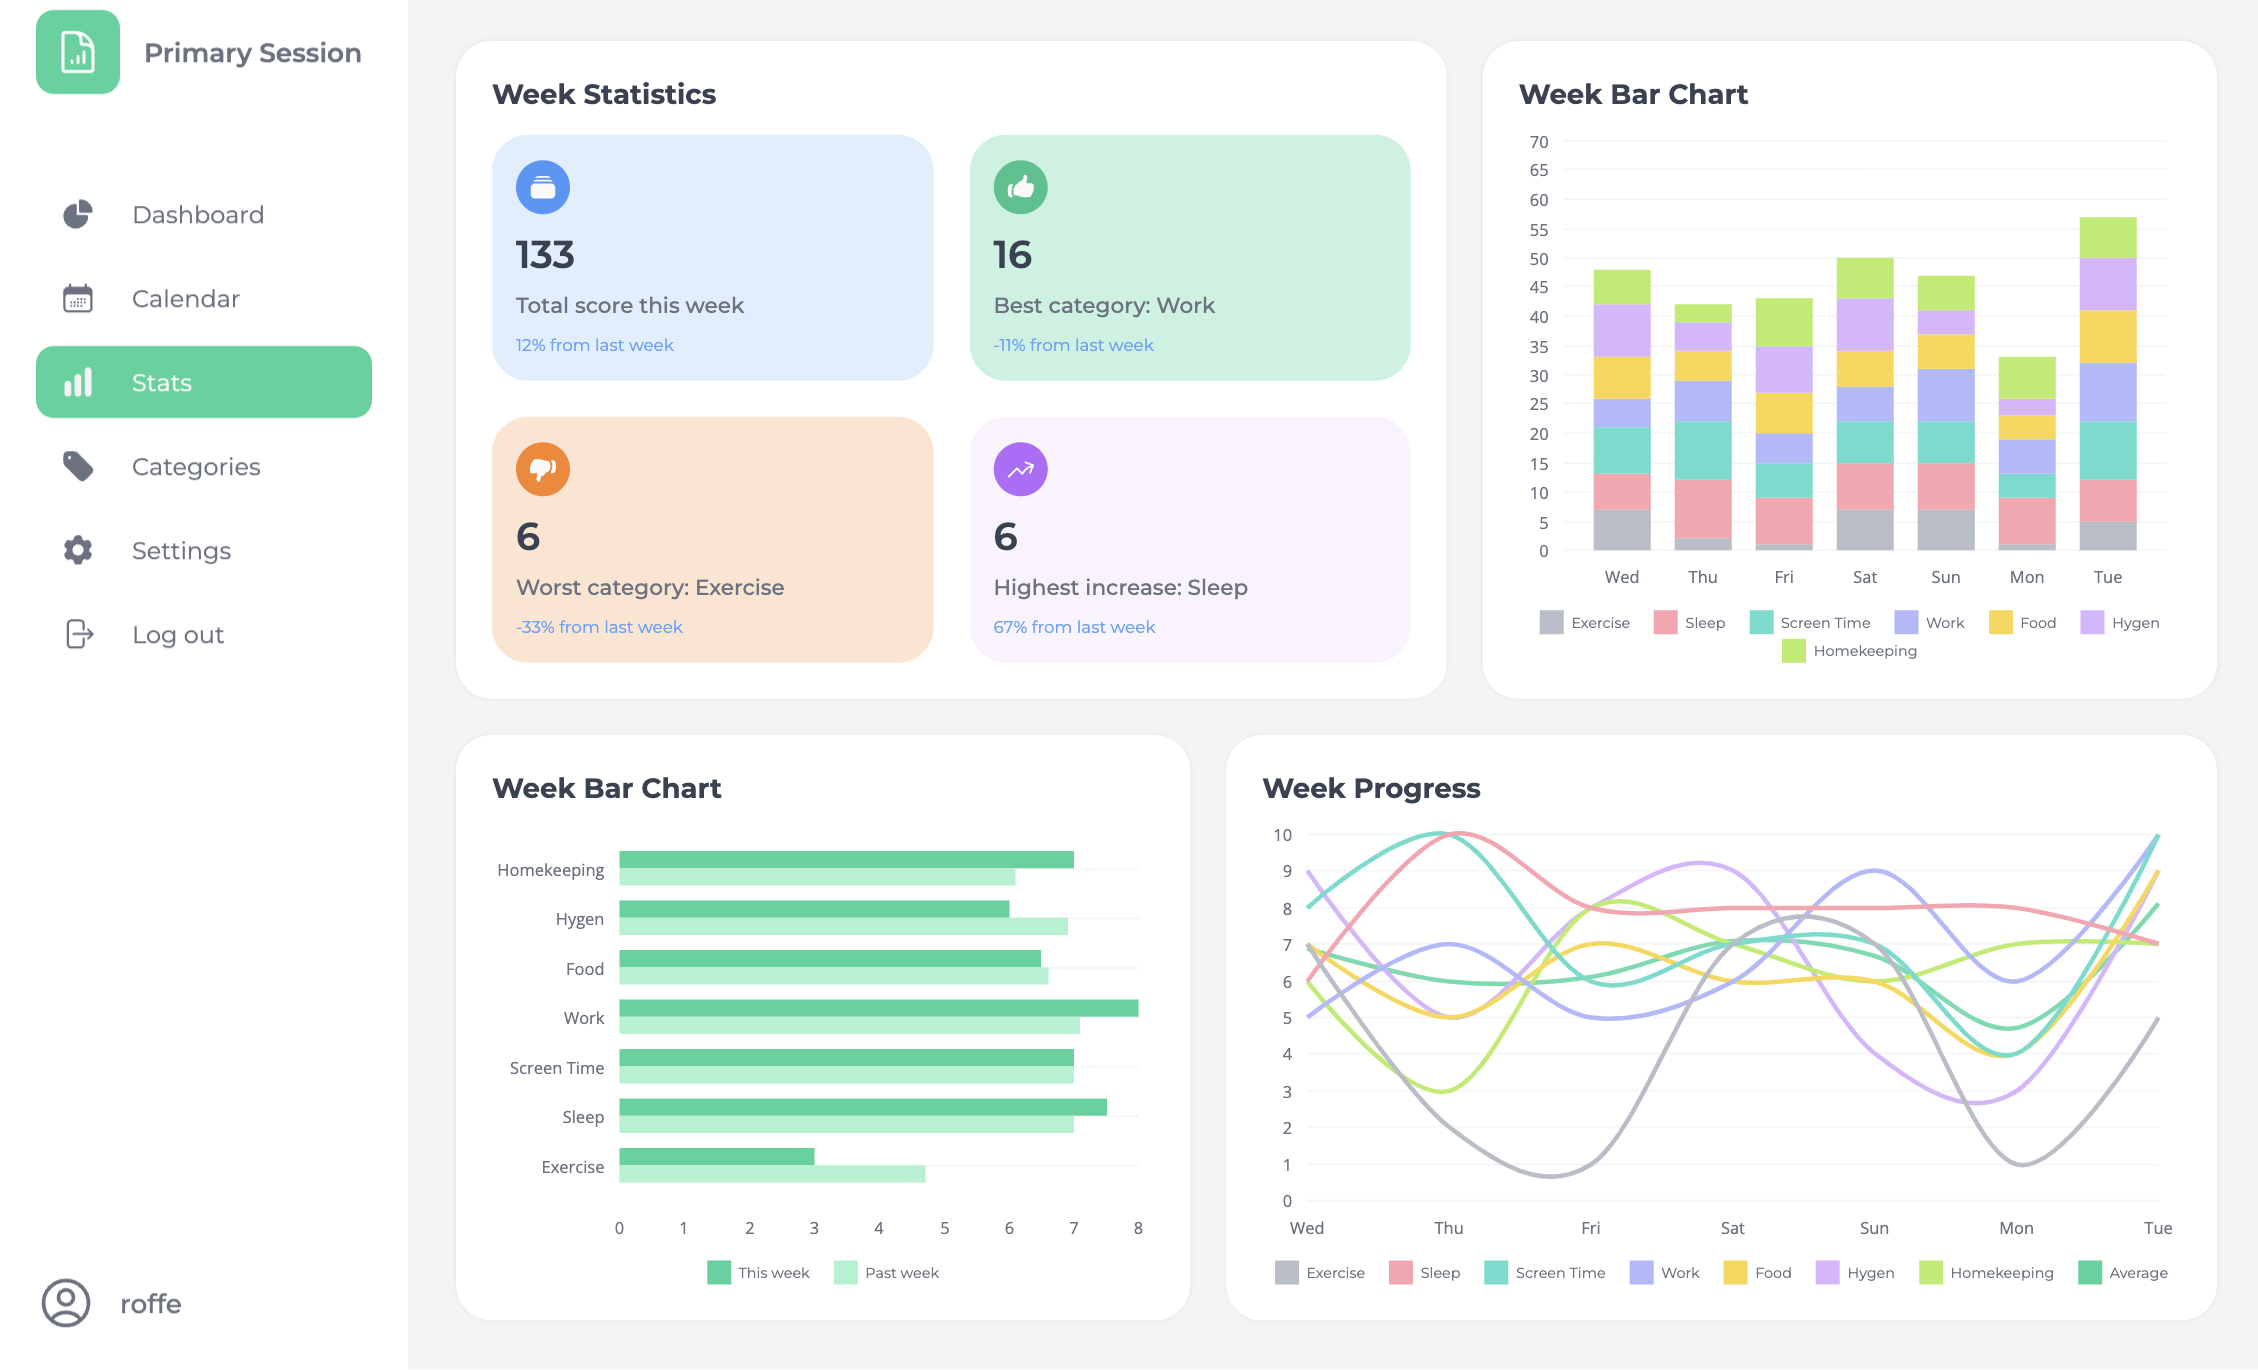 Primary Session
Dashboard
Calendar
Stats
Categories
Settings
Log out
roffe
Week Statistics
133
Total score this week
12% from last week
16
Best category: Work
-11% from last week
6
Worst category: Exercise
-33% from last week
6
Highest increase: Sleep
67% from last week
Week Bar Chart
70
65
60
55
50
45
40
35
30
25
20
15
10
5
0
Wed Thu Fri Sat Sun Mon Tue
Exercise Sleep Screen Time Work Food Hygen
Homekeeping
Week Bar Chart
Homekeeping
Hygen
Food
Work
Screen Time
Sleep
Exercise
0 1 2 3 4 5 6 7 8
This week Past week
Week Progress
10
9
8
7
6
5
4
3
2
1
0
Wed Thu Fri Sat Sun Mon Tue
Exercise Sleep Screen Time Work Food Hygen Homekeeping Average